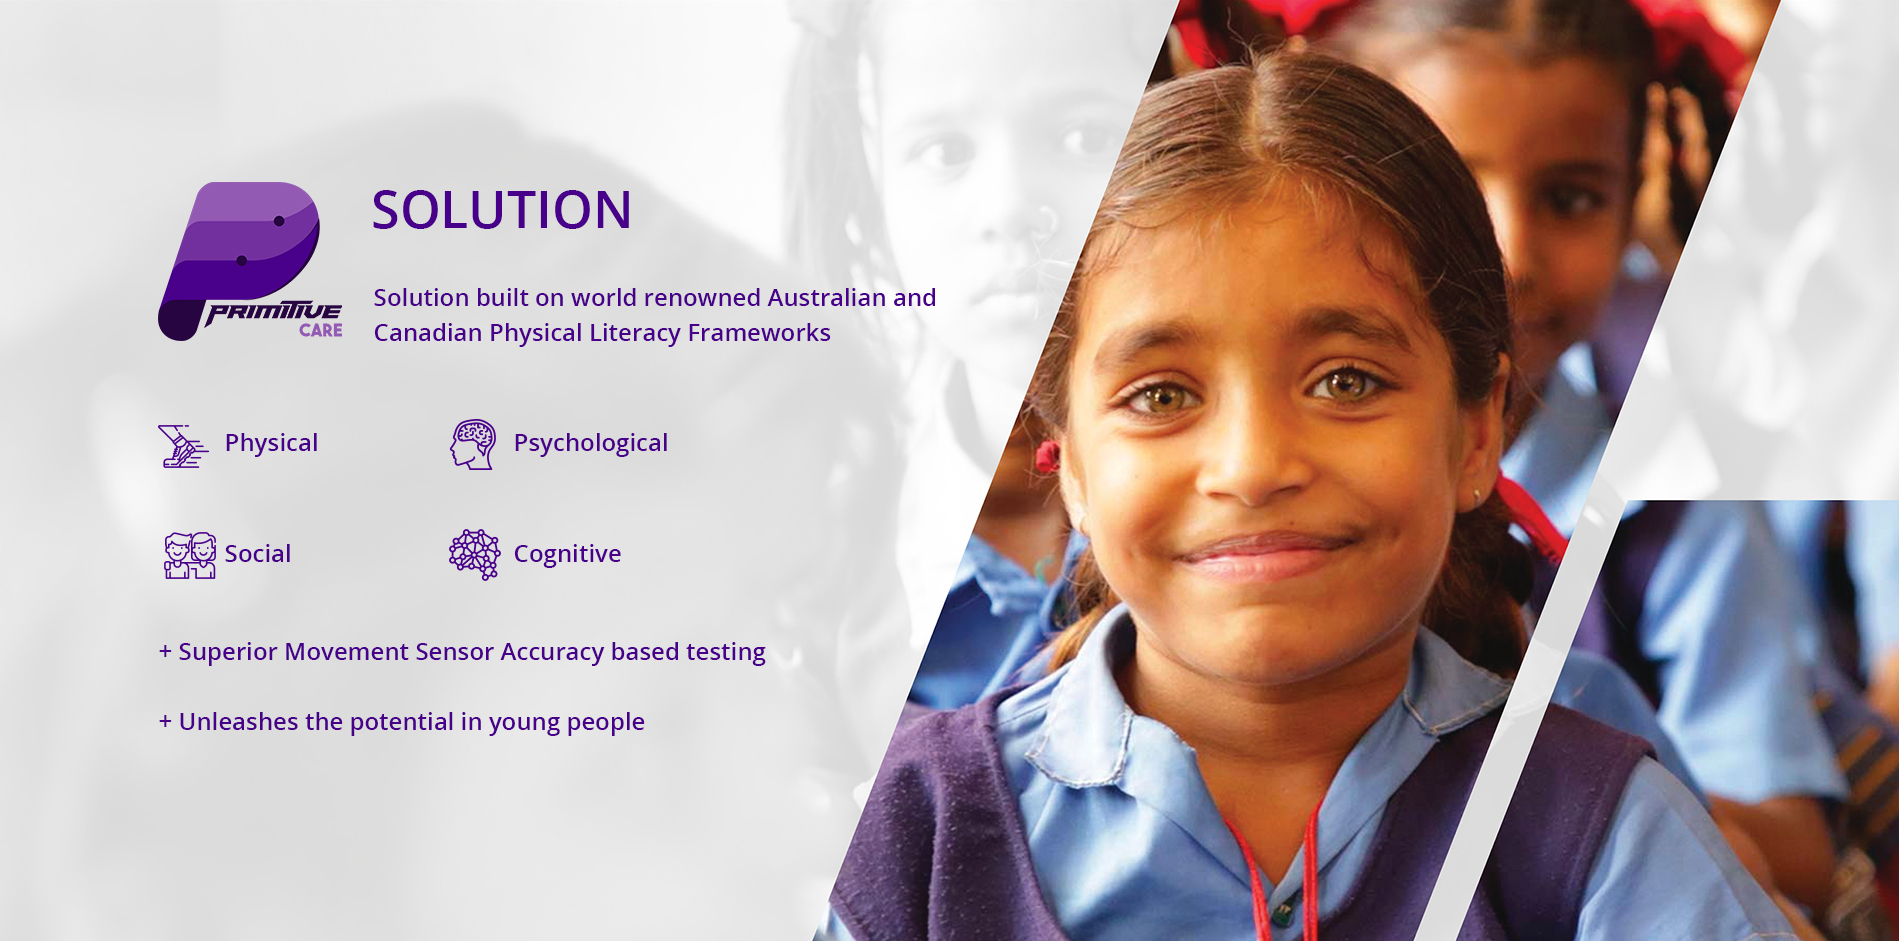 PRIMITIVE
CARE
SOLUTION
Solution built on world renowned Australian and
Canadian Physical Literacy Frameworks
Physical
Psychological
Social
Cognitive
+ Superior Movement Sensor Accuracy based testing
+ Unleashes the potential in young people